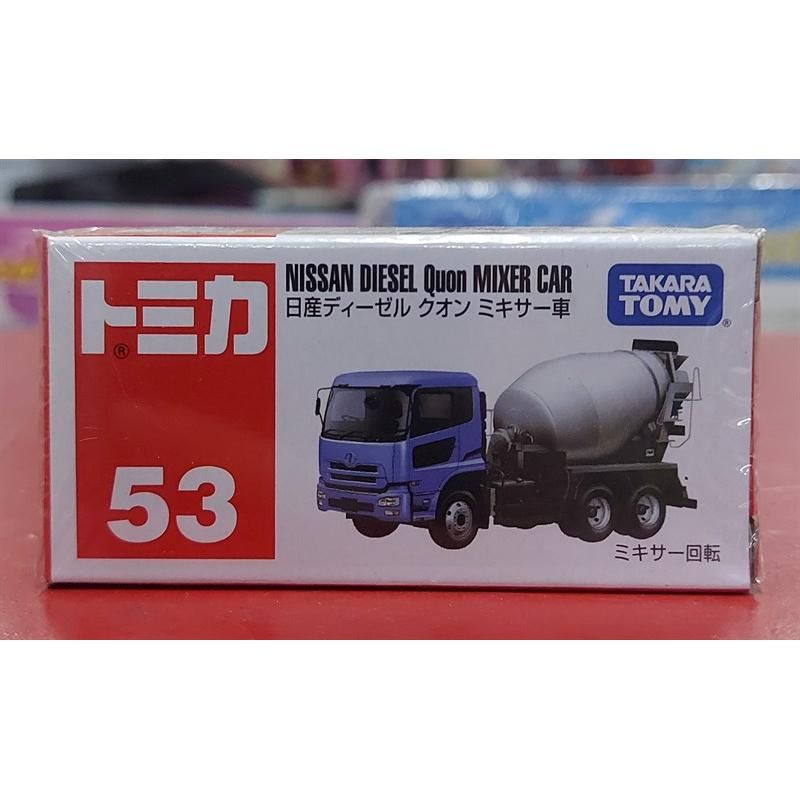 トミカ®
53
NISSAN DIESEL Quon MIXER CAR
日産ディーゼル クオン ミキサー車
TAKARA
TOMY®
ミキサー回転